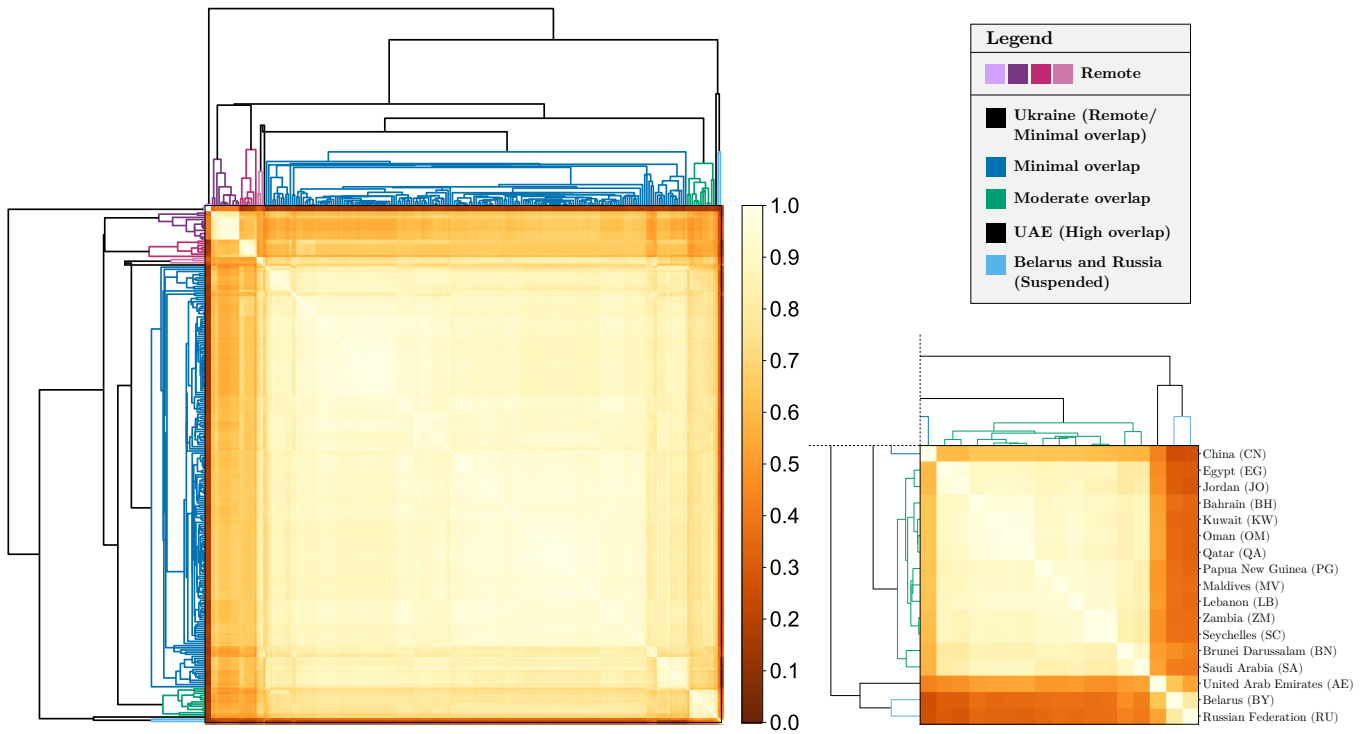 Legend
Remote
Ukraine (Remote/
Minimal overlap)
Minimal overlap
Moderate overlap
UAE (High overlap)
Belarus and Russia
(Suspended)
1.0
0.9
0.8
0.7
0.6
0.5
0.4
0.3
0.2
0.1
0.0
China (CN)
Egypt (EG)
Jordan (JO)
Bahrain (BH)
Kuwait (KW)
Oman (OM)
Qatar (QA)
Papua New Guinea (PG)
Maldives (MV)
Lebanon (LB)
Zambia (ZM)
Seychelles (SC)
Brunei Darussalam (BN)
Saudi Arabia (SA)
United Arab Emirates (AE)
Belarus (BY)
Russian Federation (RU)